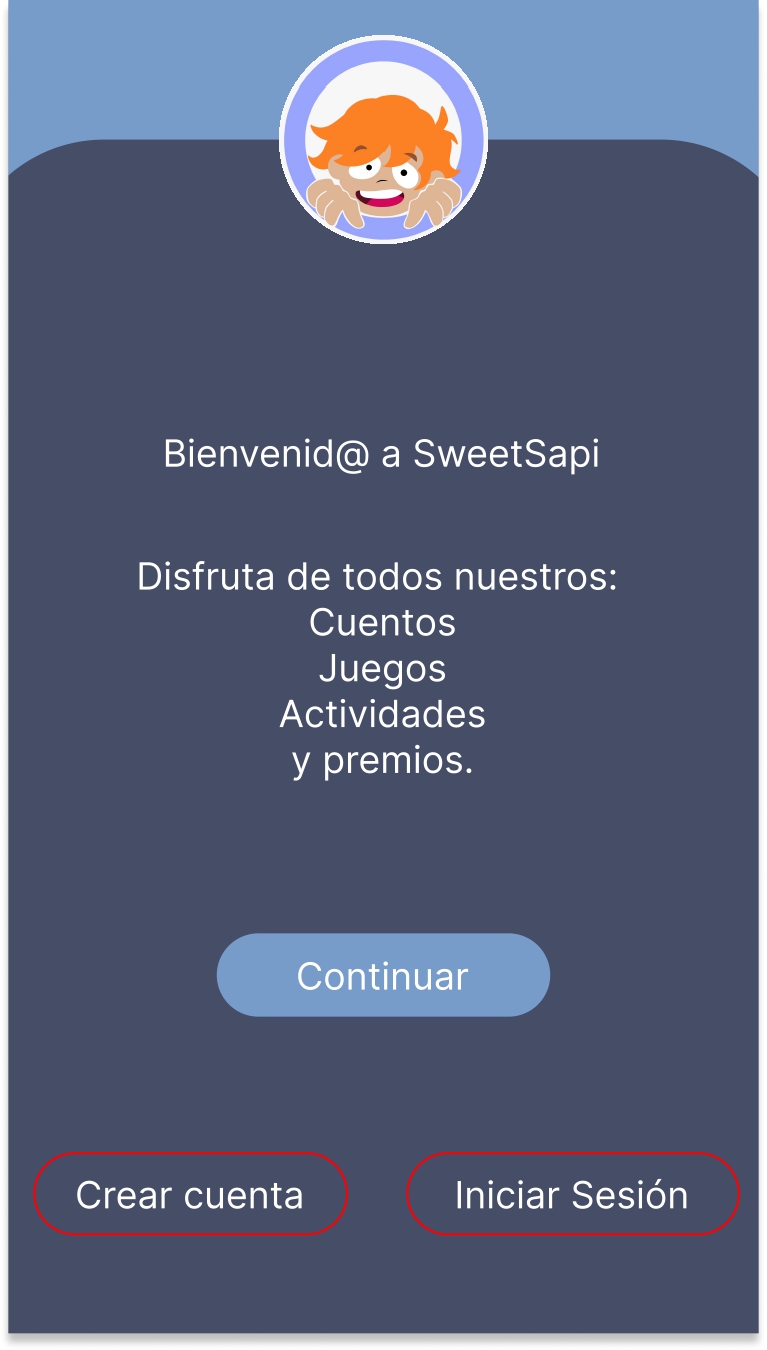 Bienvenid@ a SweetSapi
Disfruta de todos nuestros:
Cuentos
Juegos
Actividades
y premios.
Continuar
Crear cuenta
Iniciar Sesión